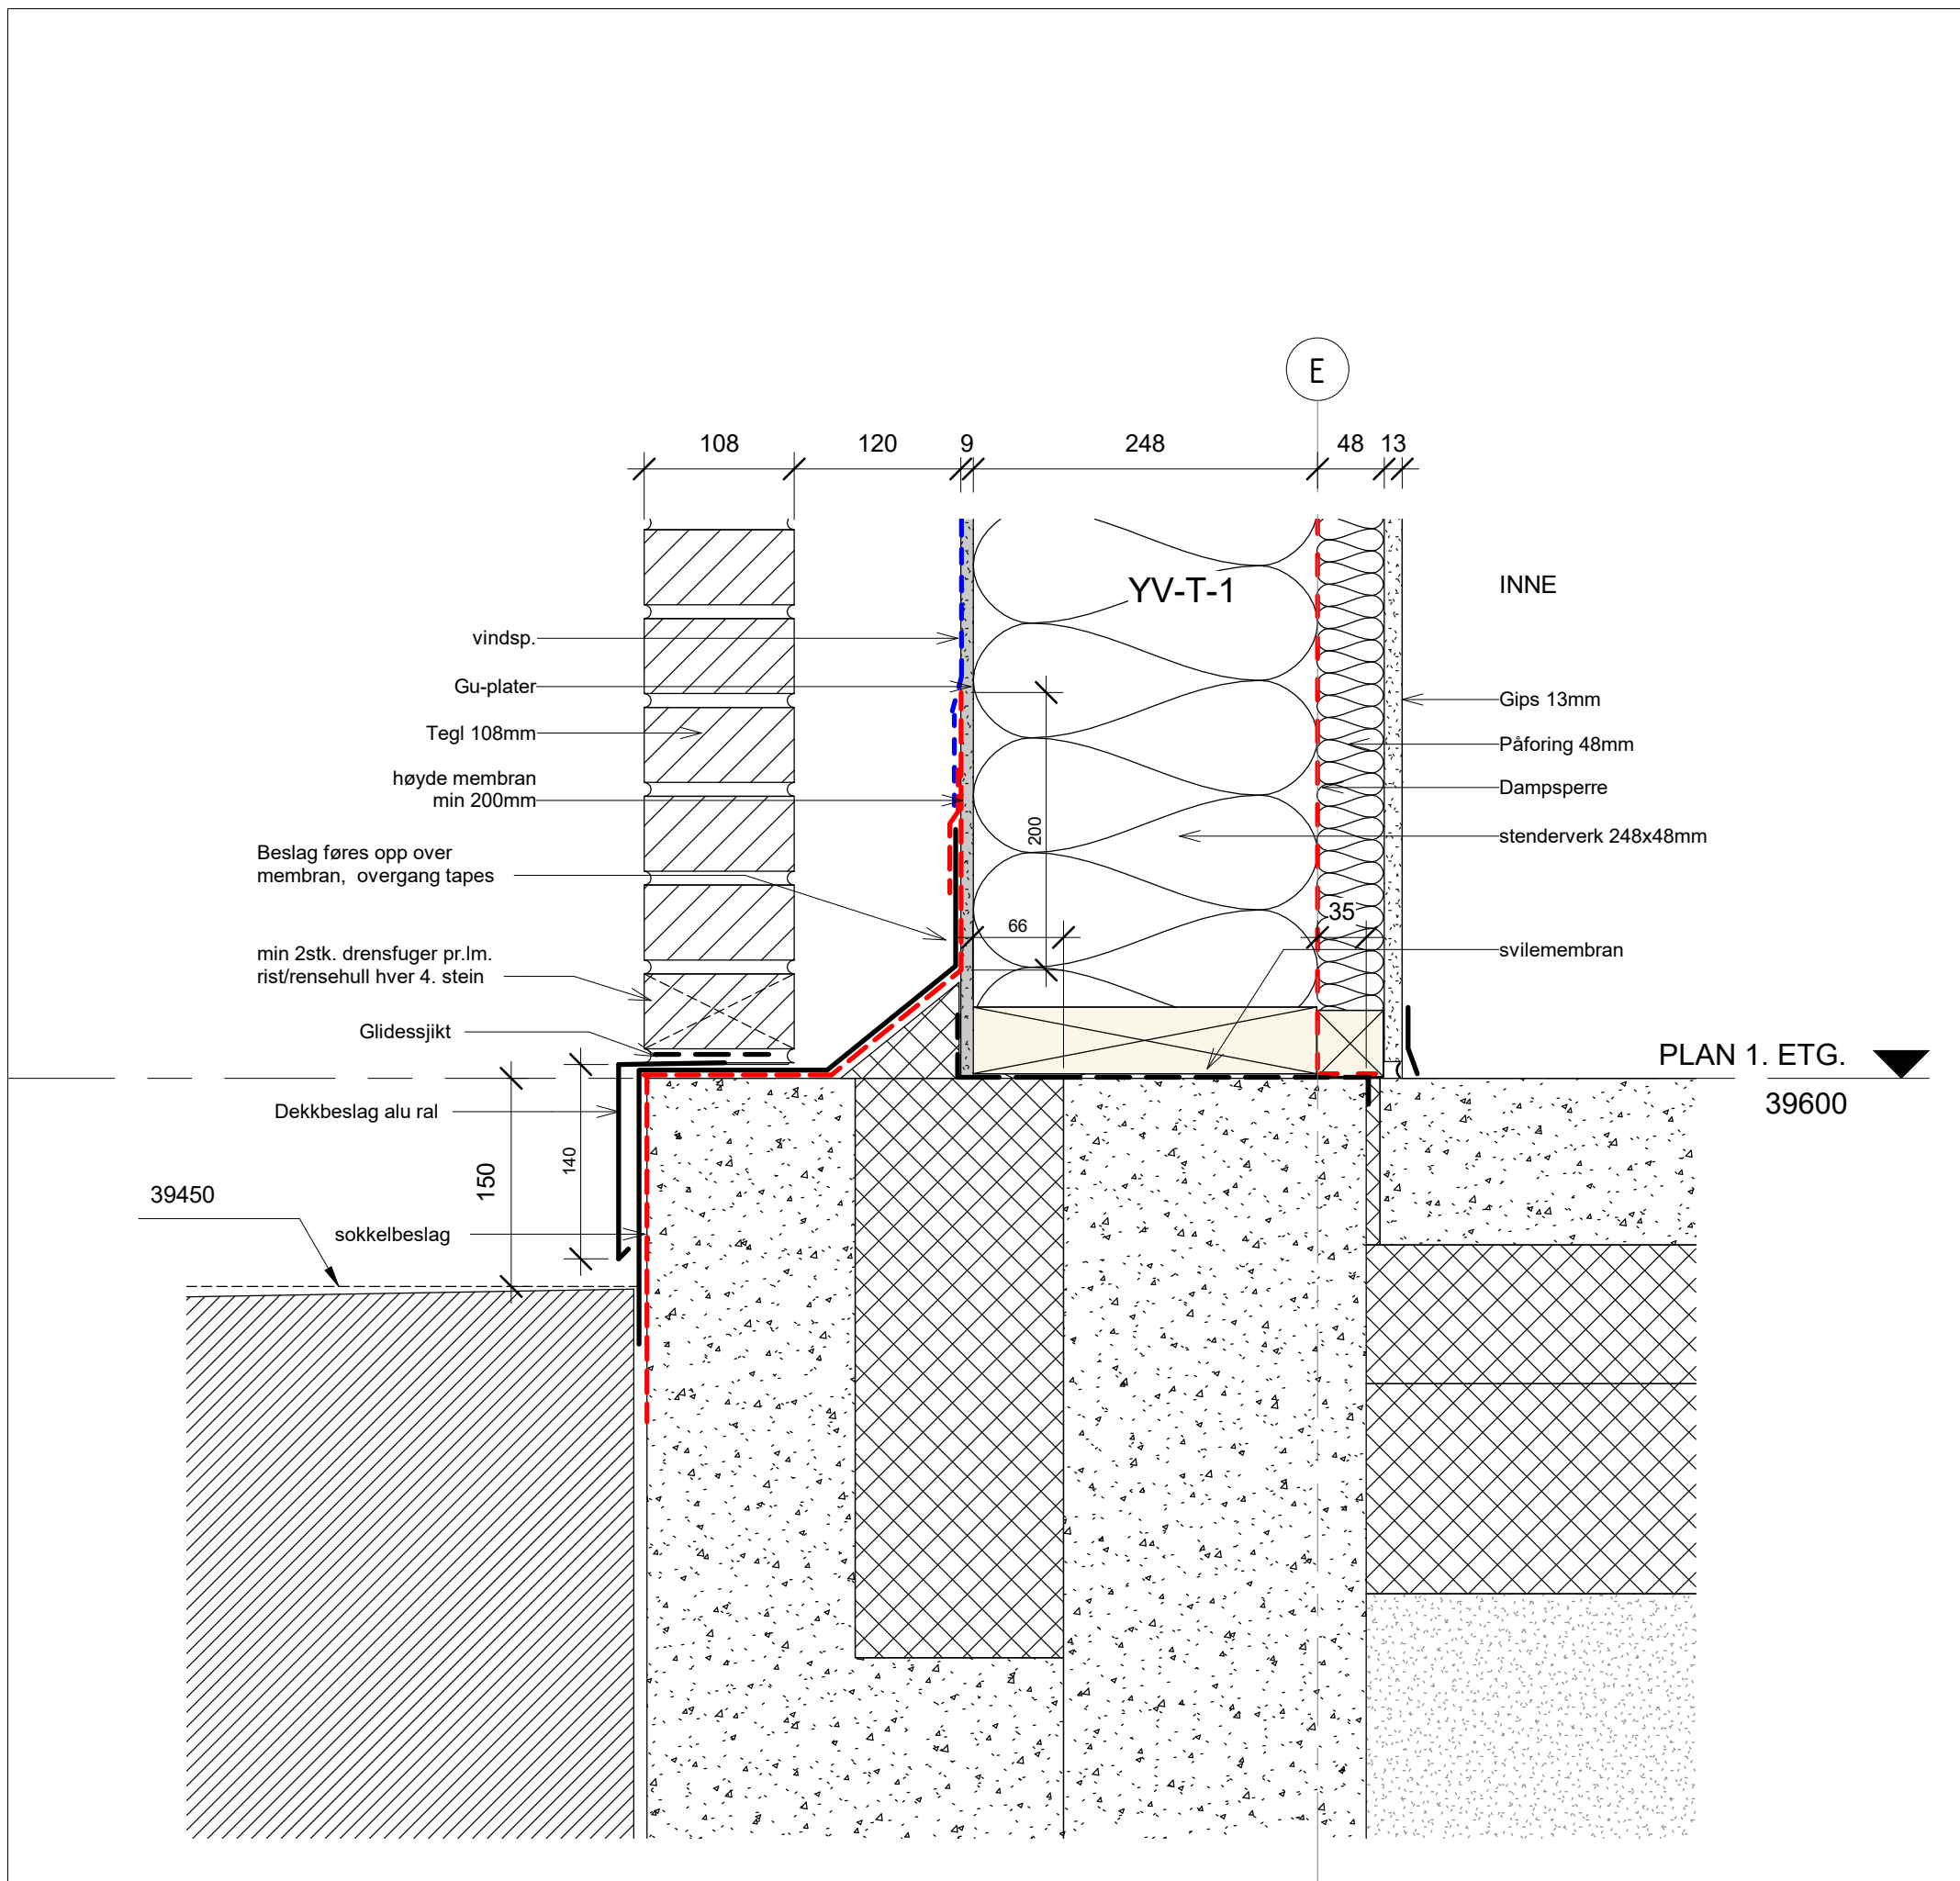 E
108
120
9
248
48
13
YV-T-1
INNE
vindsp.
Gu-plater
Tegl 108mm
høyde membran
min 200mm
Beslag føres opp over
membran, overgang tapes
min 2stk. drensfuger pr.lm.
rist/rensehull hver 4. stein
Glidessjikt
Dekkbeslag alu ral
sokkelbeslag
39450
150
140
200
66
35
Gips 13mm
Påforing 48mm
Dampsperre
stenderverk 248x48mm
svilemembran
PLAN 1. ETG.
39600